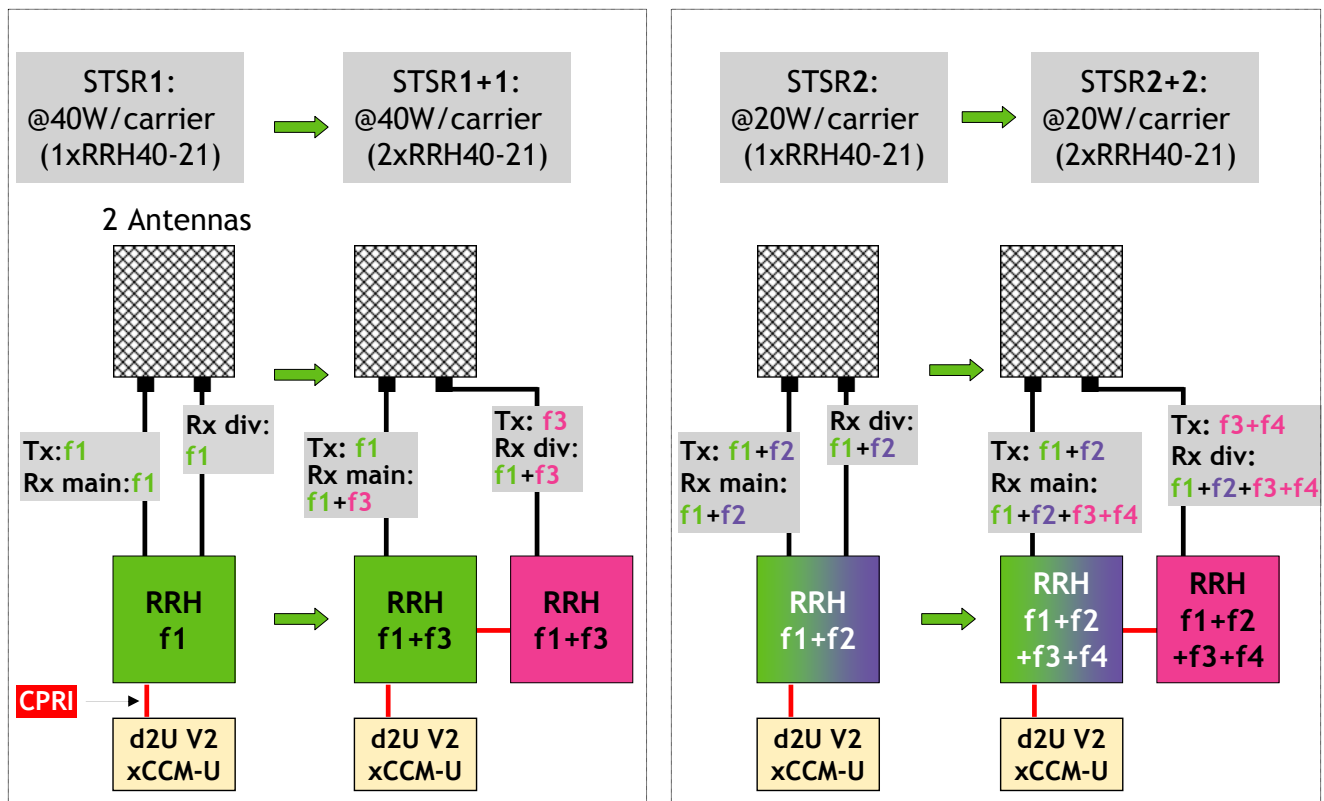 STSR1:
@40W/carrier
(1xRRH40-21)
STSR1+1:
@40W/carrier
(2xRRH40-21)
2 Antennas
Tx:f1
Rx main:f1
Rx div:
f1
Tx: f1
Rx main:
f1+f3
Tx: f3
Rx div:
f1+f3
RRH
f1
RRH
f1+f3
RRH
f1+f3
CPRI
d2U V2
xCCM-U
d2U V2
xCCM-U
STSR2:
@20W/carrier
(1xRRH40-21)
STSR2+2:
@20W/carrier
(2xRRH40-21)
Tx: f1+f2
Rx main:
f1+f2
Rx div:
f1+f2
Tx: f1+f2
Rx main:
f1+f2+f3+f4
Tx: f3+f4
Rx div:
f1+f2+f3+f4
RRH
f1+f2
RRH
f1+f2
+f3+f4
RRH
f1+f2
+f3+f4
d2U V2
xCCM-U
d2U V2
xCCM-U